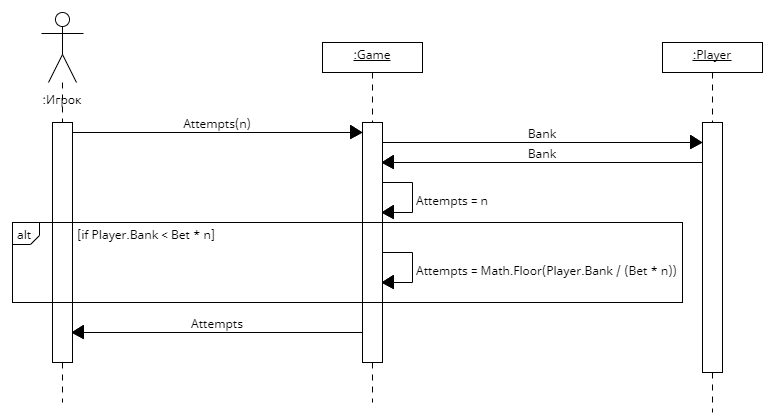 :Game
:Player
:Игрок
Attempts(n)
Bank
Bank
Attempts = n
alt
[if Player.Bank < Bet * n]
Attempts = Math.Floor(Player.Bank / (Bet * n))
Attempts